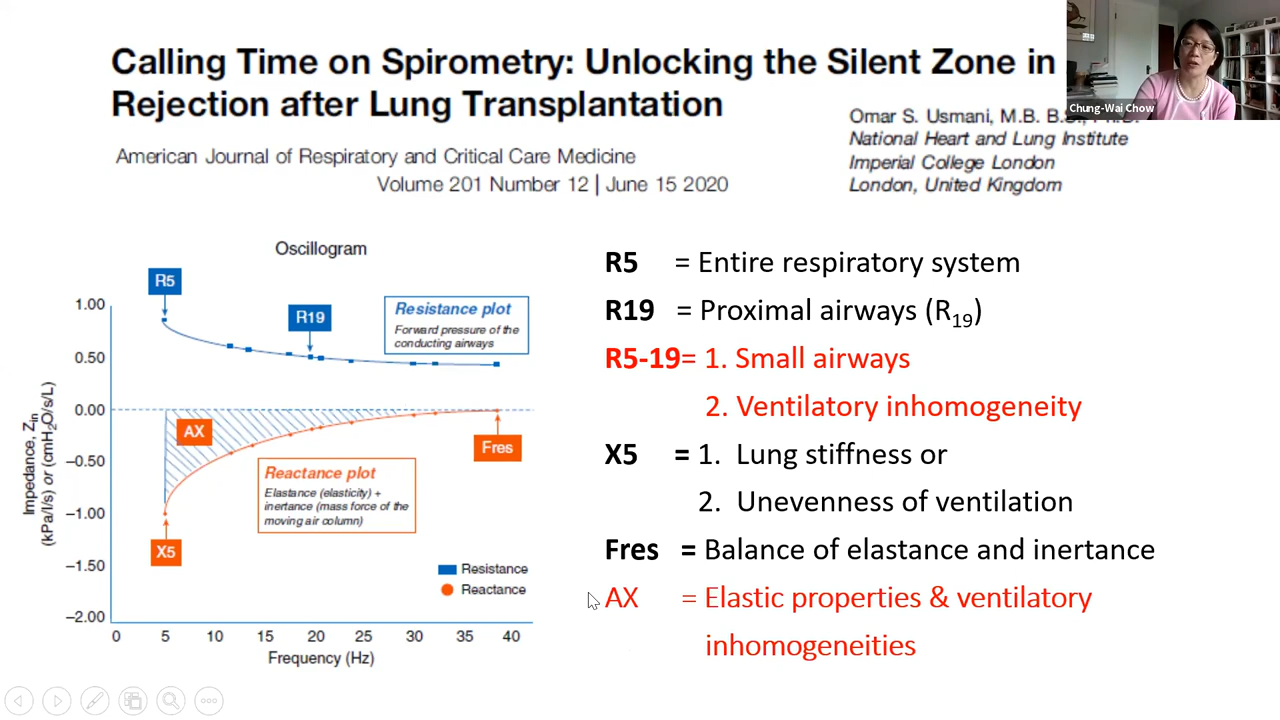 Calling Time on Spirometry: Unlocking the Silent Zone in
Rejection after Lung Transplantation
Chung-Wai Chow
Omar S. Usmani, M.B. B.
National Heart and Lung Institute
Imperial College London
London, United Kingdom
American Journal of Respiratory and Critical Care Medicine
Volume 201 Number 12 | June 15 2020
Oscillogram
R5
R19
Resistance plot
Forward pressure of the
conducting airways
AX
Fres
Reactance plot
Elastance (elasticity) +
inertance (mass force of the
moving air column)
X5
Resistance
Reactance
1.00
0.50
0.00
−0.50
−1.00
−1.50
−2.00
Impedance, Zin
(kPa/l/s) or (cmH2O/s/L)
0 5 10 15 20 25 30 35 40
Frequency (Hz)
R5 = Entire respiratory system
R19 = Proximal airways (R19)
R5-19= 1. Small airways
2. Ventilatory inhomogeneity
X5 = 1. Lung stiffness or
2. Unevenness of ventilation
Fres = Balance of elastance and inertance
AX = Elastic properties & ventilatory
inhomogeneities